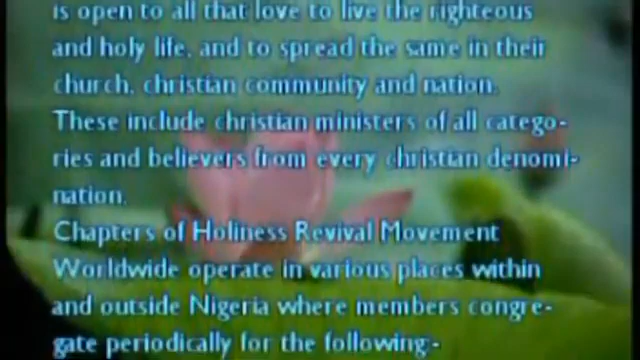 is open to all that love to live the righteous
and holy life, and to spread the same in their
church, christian community and nation.
These include christian ministers of all catego-
ries and believers from every christian denomi-
nation.
Chapters of Holiness Revival Movement
Worldwide operate in various places within
and outside Nigeria where members congre-
gate periodically for the following:-